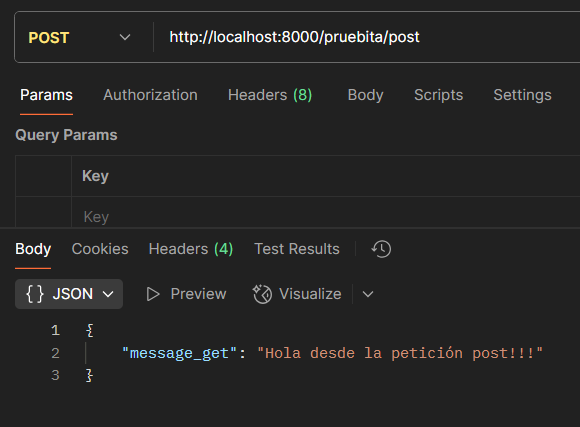 POST http://localhost:8000/pruebita/post
Params Authorization Headers (8) Body Scripts Settings
Query Params
Key
Key
Body Cookies Headers (4) Test Results
{} JSON Preview Visualize
1 {
2 "message_get": "Hola desde la petición post!!!"
3 }